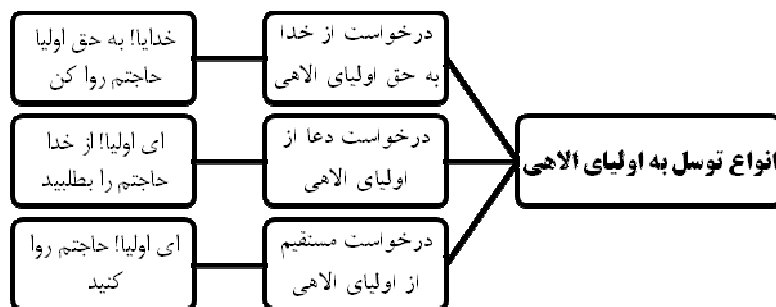 انواع توسل به اولیای الاهی
درخواست از خدا
به حق اولیای الاهی
خدایا! به حق اولیا
حاجتم روا کن
درخواست دعا از
اولیای الاهی
ای اولیا! از خدا
حاجتم را بطلبید
درخواست مستقیم
از اولیای الاهی
ای اولیا! حاجتم روا
کنید